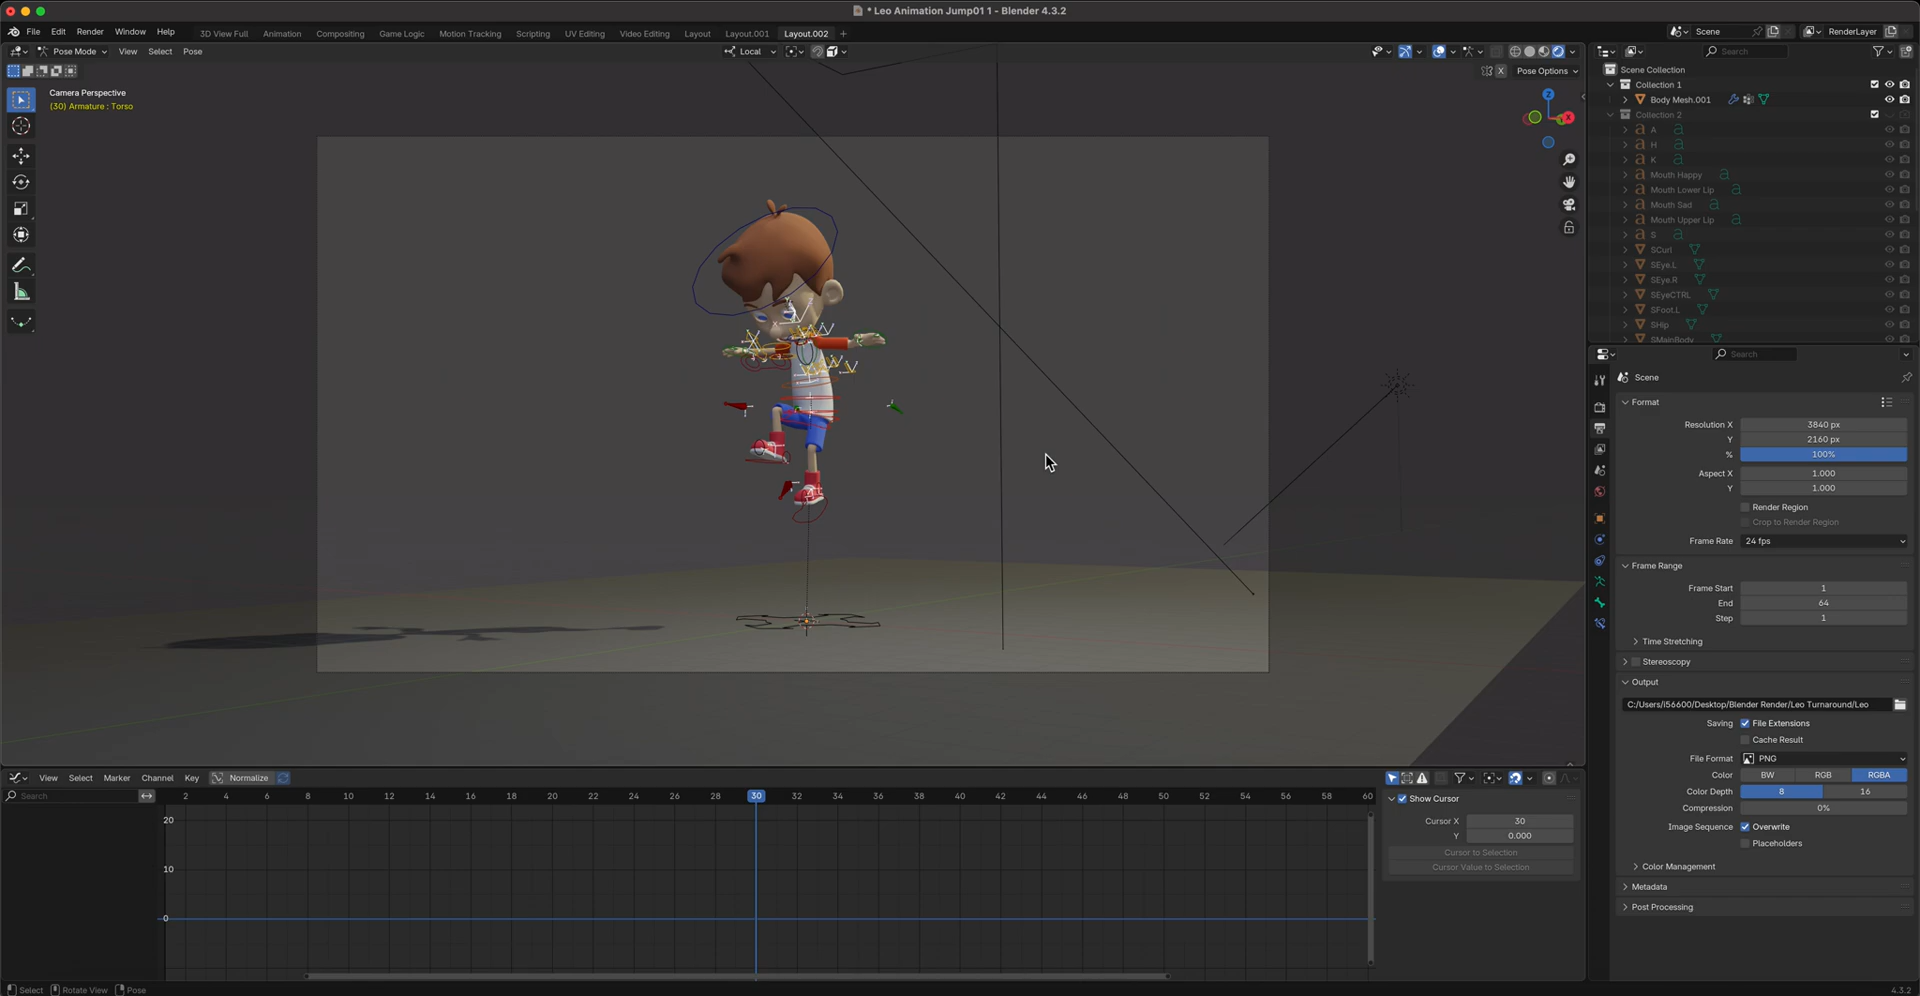 * Leo Animation Jump01 1 - Blender 4.3.2
File Edit Render Window Help 3D View Full Animation Compositing Game Logic Motion Tracking Scripting UV Editing Video Editing Layout Layout.001 Layout.002 + Scene RenderLayer
Pose Mode View Select Pose Local Search
X Pose Options
Camera Perspective
(30) Armature : Torso
Z
X
Y
Scene Collection
Collection 1
Body Mesh.001
Collection 2
A
H
K
Mouth Happy
Mouth Lower Lip
Mouth Sad
Mouth Upper Lip
S
SCurl
SEye.L
SEye.R
SEyeCTRL
SFoot.L
SHip
SMainBody
Search
Scene
Format
Resolution X 3840 px
Y 2160 px
% 100%
Aspect X 1.000
Y 1.000
Render Region
Crop to Render Region
Frame Rate 24 fps
Frame Range
Frame Start 1
End 64
Step 1
Time Stretching
Stereoscopy
Output
C:/Users/i56600/Desktop/Blender Render/Leo Turnaround/Leo
Saving File Extensions
Cache Result
File Format PNG
Color BW RGB RGBA
Color Depth 8 16
Compression 0%
Image Sequence Overwrite
Placeholders
Color Management
Metadata
Post Processing
View Select Marker Channel Key Normalize
Search
2 4 6 8 10 12 14 16 18 20 22 24 26 28 30 32 34 36 38 40 42 44 46 48 50 52 54 56 58 60
20
10
0
Show Cursor
Cursor X 30
Y 0.000
Cursor to Selection
Cursor Value to Selection
Select Rotate View Pose 4.3.2